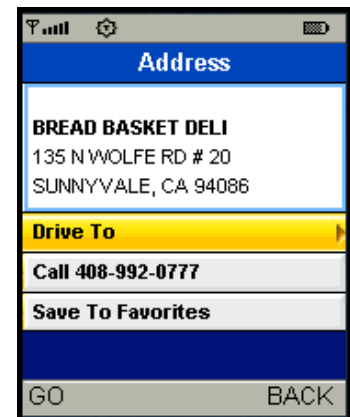 Address
BREAD BASKET DELI
135 N WOLFE RD # 20
SUNNYVALE, CA 94086
Drive To
Call 408-992-0777
Save To Favorites
GO BACK